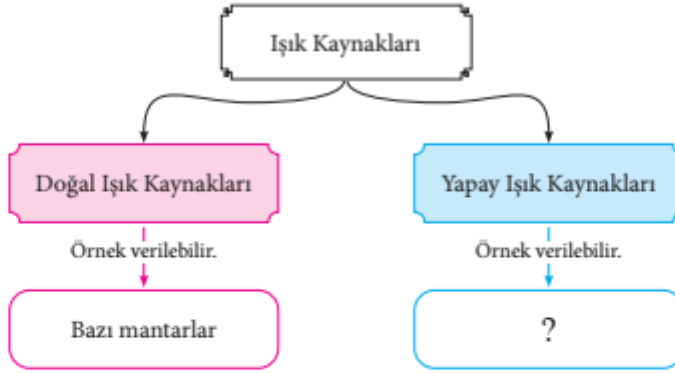 Işık Kaynakları
Doğal Işık Kaynakları
Yapay Işık Kaynakları
Örnek verilebilir.
Örnek verilebilir.
Bazı mantarlar
?